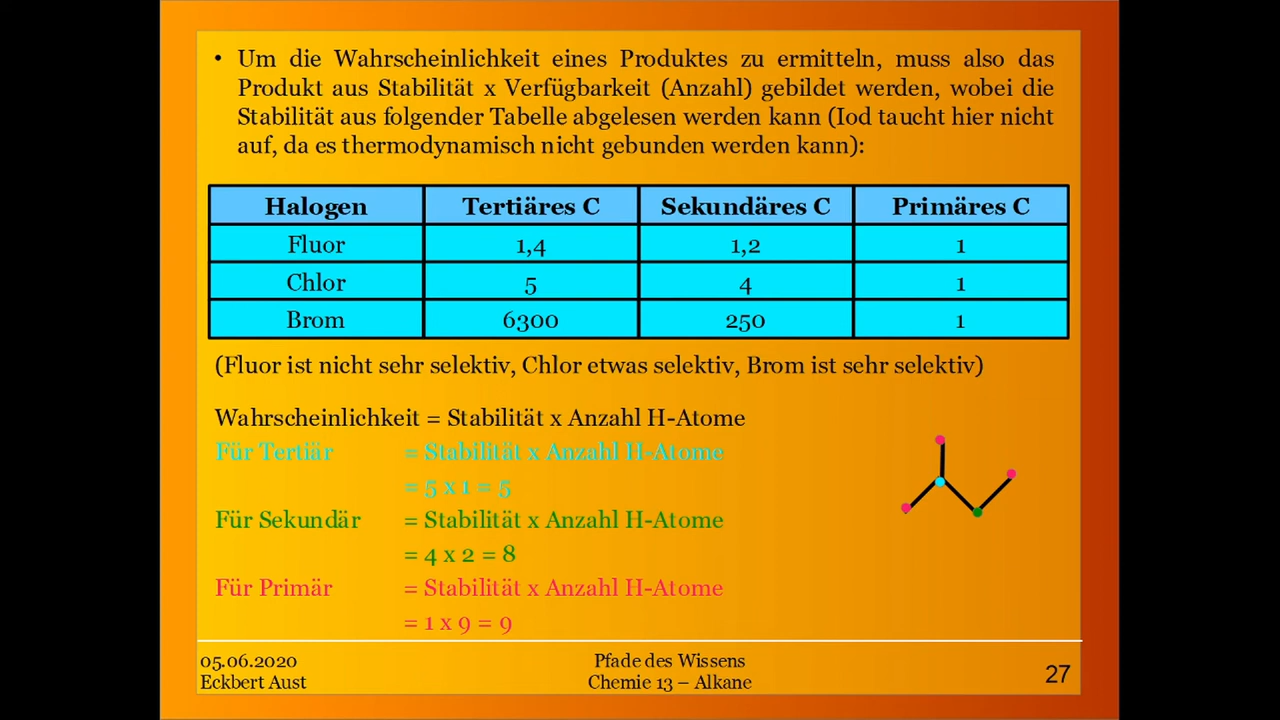 • Um die Wahrscheinlichkeit eines Produktes zu ermitteln, muss also das
Produkt aus Stabilität x Verfügbarkeit (Anzahl) gebildet werden, wobei die
Stabilität aus folgender Tabelle abgelesen werden kann (Iod taucht hier nicht
auf, da es thermodynamisch nicht gebunden werden kann):
Halogen Tertiäres C Sekundäres C Primäres C
Fluor 1,4 1,2 1
Chlor 5 4 1
Brom 6300 250 1
(Fluor ist nicht sehr selektiv, Chlor etwas selektiv, Brom ist sehr selektiv)
Wahrscheinlichkeit = Stabilität x Anzahl H-Atome
Für Tertiär = Stabilität x Anzahl H-Atome
= 5 x 1 = 5
Für Sekundär = Stabilität x Anzahl H-Atome
= 4 x 2 = 8
Für Primär = Stabilität x Anzahl H-Atome
= 1 x 9 = 9
05.06.2020 Pfade des Wissens
Eckbert Aust Chemie 13 – Alkane 27